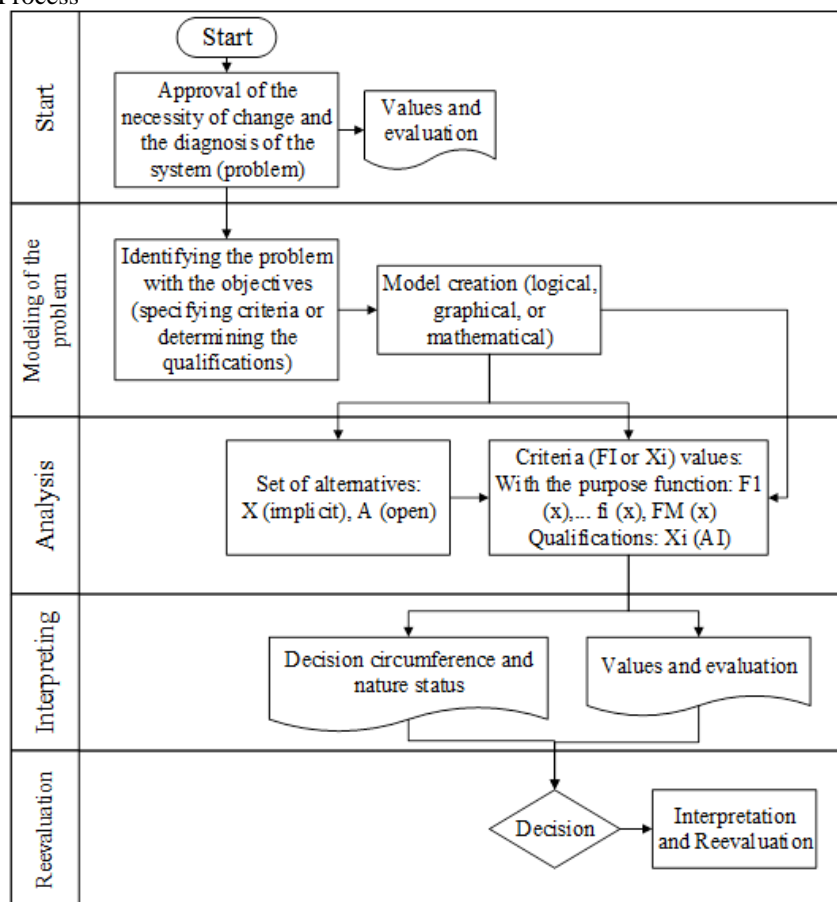 Process
Start
Start
Approval of the
necessity of change and
the diagnosis of the
system (problem)
Values and
evaluation
Modeling of the
problem
Identifying the problem
with the objectives
(specifying criteria or
determining the
qualifications)
Model creation (logical,
graphical, or
mathematical)
Analysis
Set of alternatives:
X (implicit), A (open)
Criteria (FI or Xi) values:
With the purpose function: F1
(x),... fi (x), FM (x)
Qualifications: Xi (AI)
Interpreting
Decision circumference and
nature status
Values and evaluation
Reevaluation
Decision
Interpretation
and Reevaluation